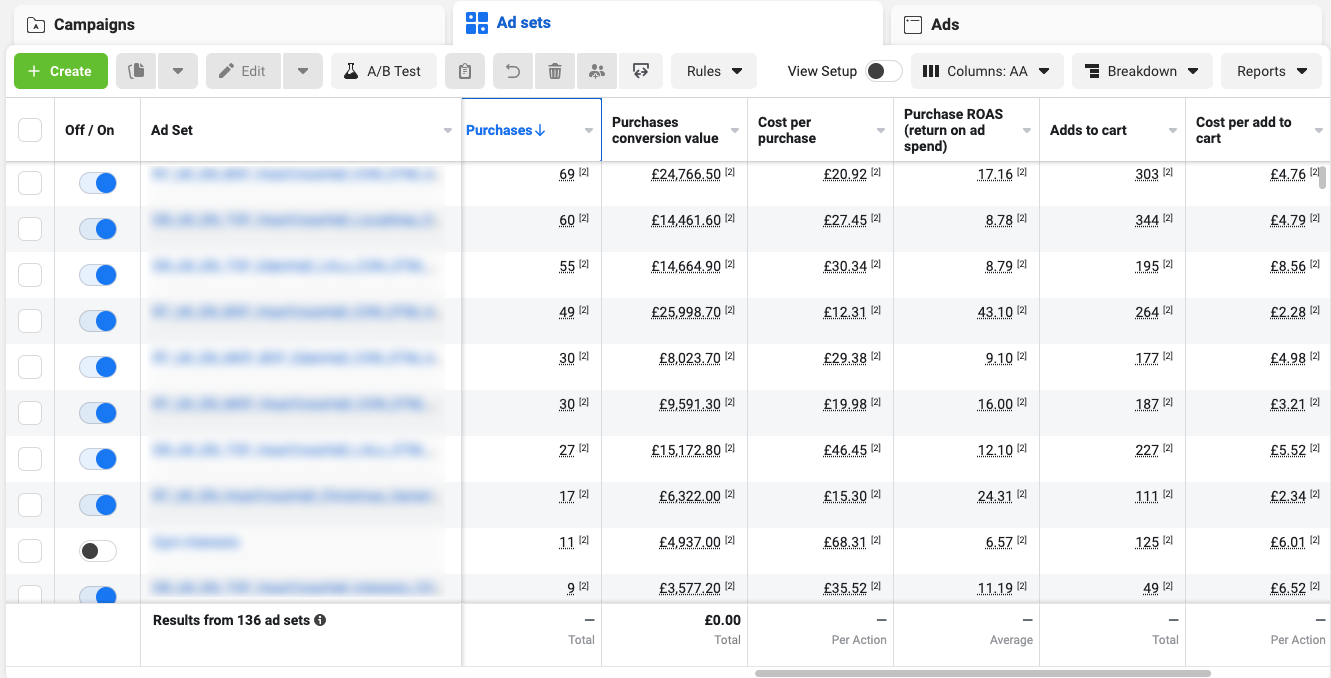 Campaigns
Ad sets
Ads
+ Create
Edit
A/B Test
Rules
View Setup
Columns: AA
Breakdown
Reports
Off / On
Ad Set
Purchases↓
Purchases
conversion value
Cost per
purchase
Purchase ROAS
(return on ad
spend)
Adds to cart
Cost per add to
cart
69 [2] £24,766.50 [2] £20.92 [2] 17.16 [2] 303 [2] £4.76 [2]
60 [2] £14,461.60 [2] £27.45 [2] 8.78 [2] 344 [2] £4.79 [2]
55 [2] £14,664.90 [2] £30.34 [2] 8.79 [2] 195 [2] £8.56 [2]
49 [2] £25,998.70 [2] £12.31 [2] 43.10 [2] 264 [2] £2.28 [2]
30 [2] £8,023.70 [2] £29.38 [2] 9.10 [2] 177 [2] £4.98 [2]
30 [2] £9,591.30 [2] £19.98 [2] 16.00 [2] 187 [2] £3.21 [2]
27 [2] £15,172.80 [2] £46.45 [2] 12.10 [2] 227 [2] £5.52 [2]
17 [2] £6,322.00 [2] £15.30 [2] 24.31 [2] 111 [2] £2.34 [2]
11 [2] £4,937.00 [2] £68.31 [2] 6.57 [2] 125 [2] £6.01 [2]
9 [2] £3,577.20 [2] £35.52 [2] 11.19 [2] 49 [2] £6.52 [2]
Results from 136 ad sets
— £0.00 — — — —
Total Total Per Action Average Total Per Action